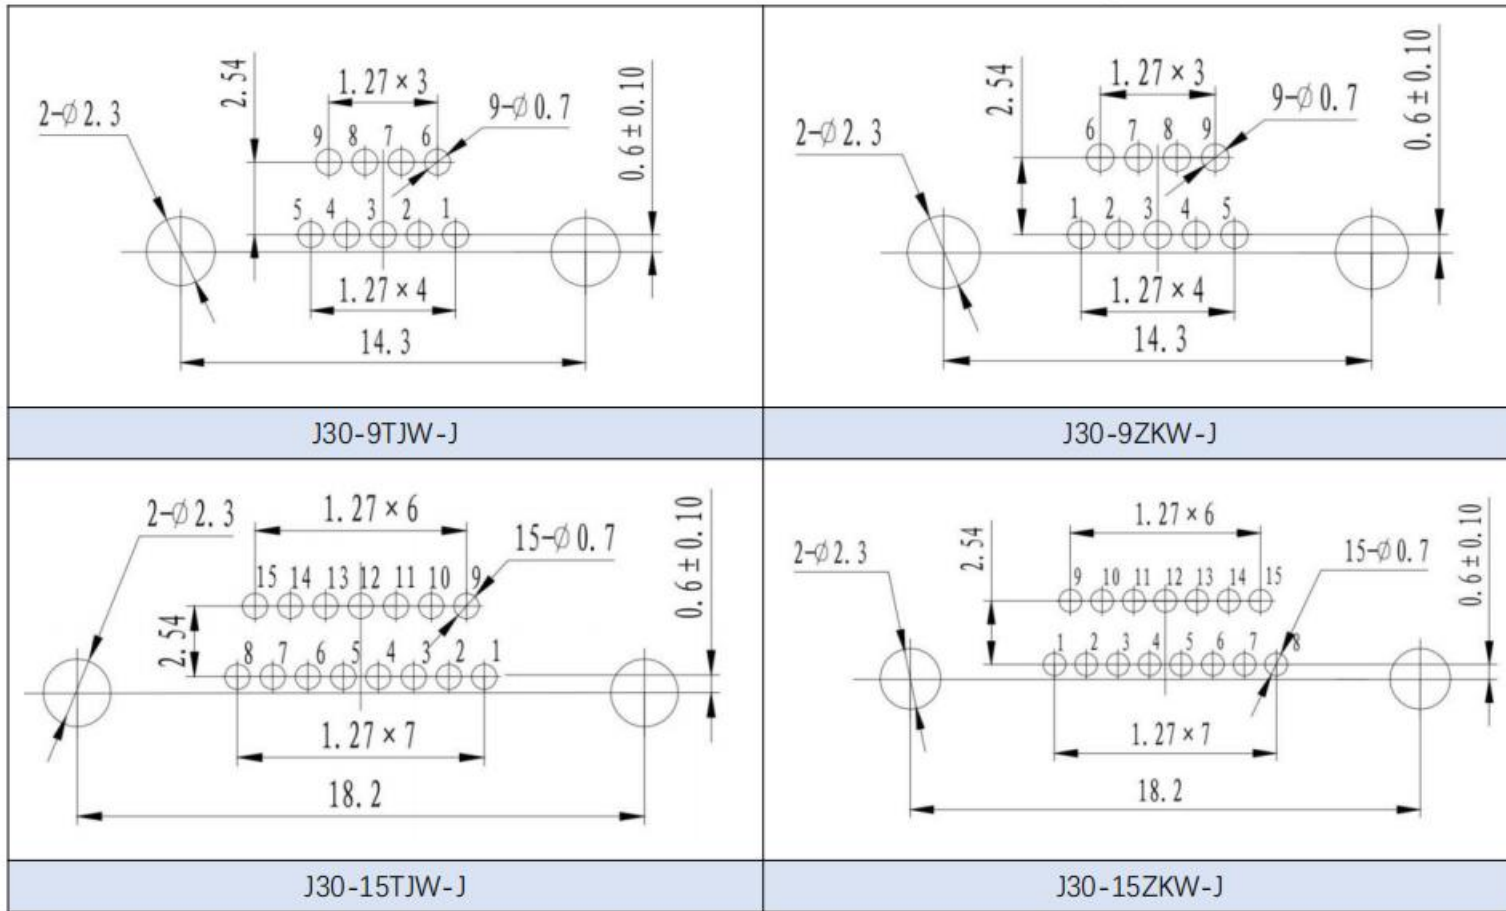 2.54
1.27×3
2-∅2.3
9-∅0.7
0.6±0.10
9 8 7 6
5 4 3 2 1
1.27×4
14.3
J30-9TJW-J
2.54
1.27×3
2-∅2.3
9-∅0.7
0.6±0.10
6 7 8 9
1 2 3 4 5
1.27×4
14.3
J30-9ZKW-J
2-∅2.3
1.27×6
15-∅0.7
0.6±0.10
15 14 13 12 11 10 9
2.54
8 7 6 5 4 3 2 1
1.27×7
18.2
J30-15TJW-J
2-∅2.3
2.54
1.27×6
15-∅0.7
0.6±0.10
9 10 11 12 13 14 15
1 2 3 4 5 6 7 8
1.27×7
18.2
J30-15ZKW-J